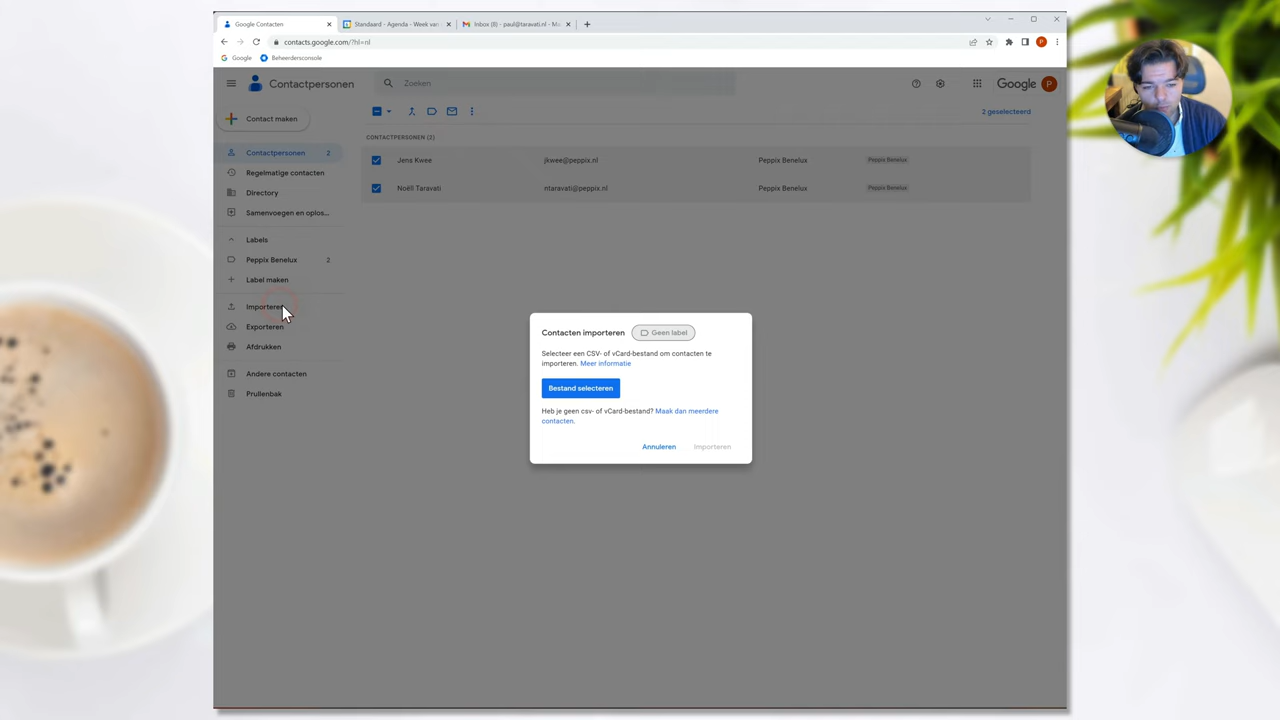 Google Contacten
Standaard - Agenda - Week van
Inbox (8) - paul@taravati.nl - Ma
contacts.google.com/?hl=nl
Google
Beheerdersconsole
Contactpersonen
Zoeken
Google
P
Contact maken
2 geselecteerd
CONTACTPERSONEN (2)
Contactpersonen 2
Jens Kwee jkwee@peppix.nl Peppix Benelux Peppix Benelux
Regelmatige contacten
Noëli Taravati ntaravati@peppix.nl Peppix Benelux Peppix Benelux
Directory
Samenvoegen en oplos...
Labels
Peppix Benelux 2
Label maken
Importeren
Exporteren
Afdrukken
Andere contacten
Prullenbak
Contacten importeren
Geen label
Selecteer een CSV- of vCard-bestand om contacten te
importeren. Meer informatie
Bestand selecteren
Heb je geen csv- of vCard-bestand? Maak dan meerdere
contacten.
Annuleren
Importeren